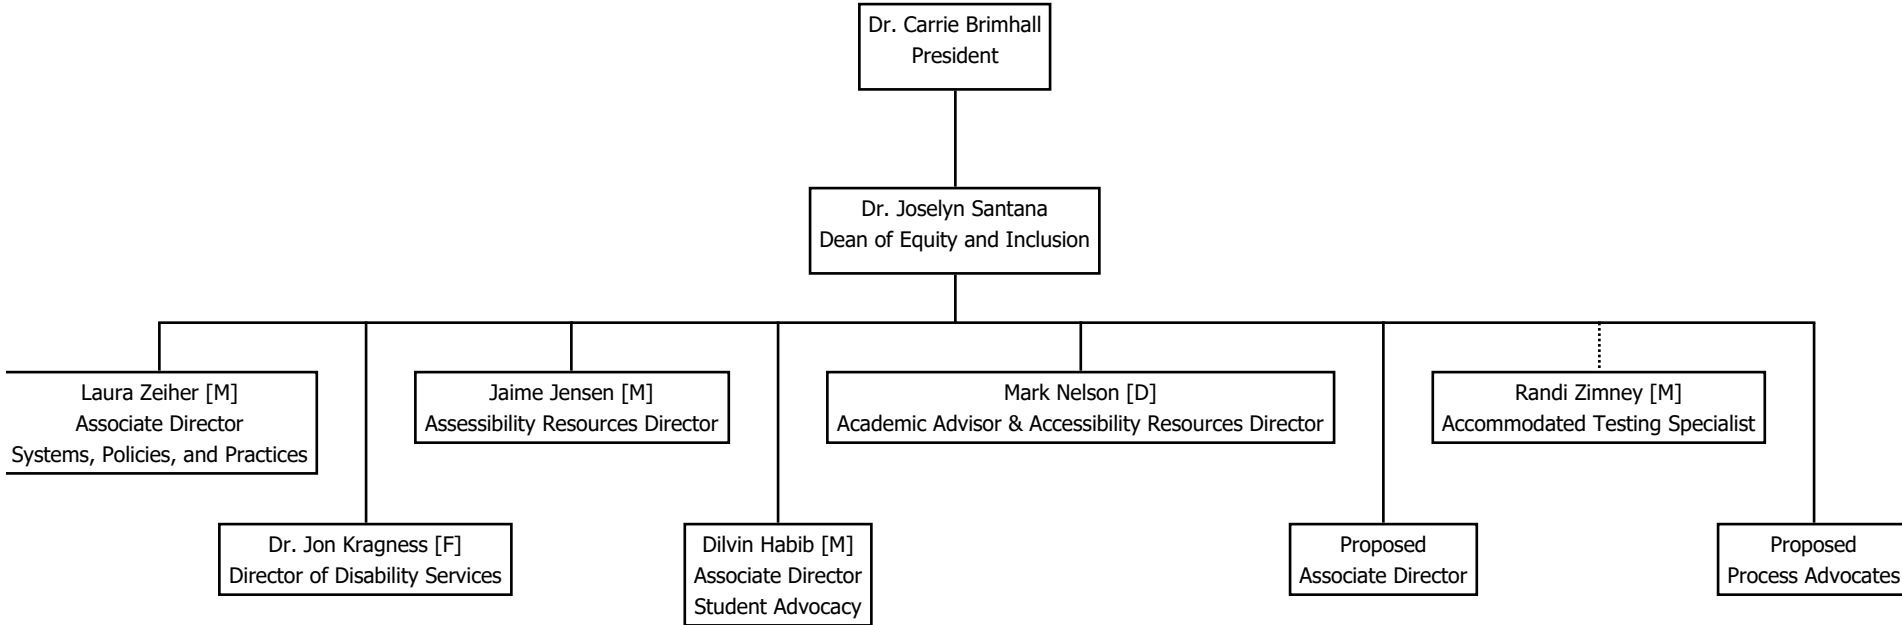 Dr. Carrie Brimhall
President
Dr. Joselyn Santana
Dean of Equity and Inclusion
Laura Zeiher [M]
Associate Director
Systems, Policies, and Practices
Jaime Jensen [M]
Assessibility Resources Director
Mark Nelson [D]
Academic Advisor & Accessibility Resources Director
Randi Zimney [M]
Accommodated Testing Specialist
Dr. Jon Kragness [F]
Director of Disability Services
Dilvin Habib [M]
Associate Director
Student Advocacy
Proposed
Associate Director
Proposed
Process Advocates